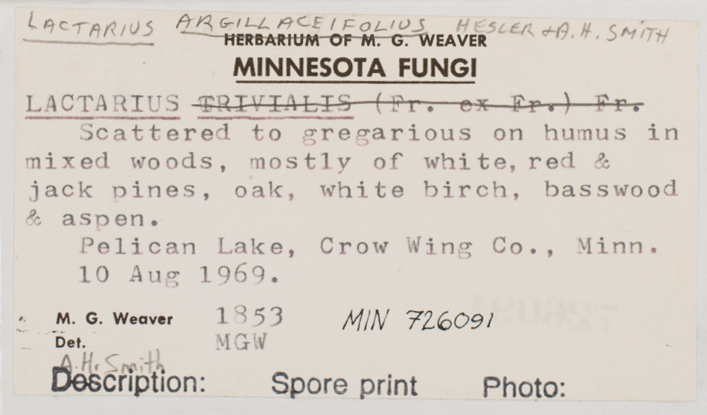 LACTARIUS ARGILLACEIFOLIUS HESLER & A.H. SMITH
HERBARIUM OF M. G. WEAVER
MINNESOTA FUNGI
LACTARIUS TRIVIALIS (Fr. ex Fr.) Fr.
Scattered to gregarious on humus in
mixed woods, mostly of white, red &
jack pines, oak, white birch, basswood
& aspen.
Pelican Lake, Crow Wing Co., Minn.
10 Aug 1969.
M. G. Weaver 1853 MIN 726091
Det. MGW
A.H. Smith
Description: Spore print Photo: